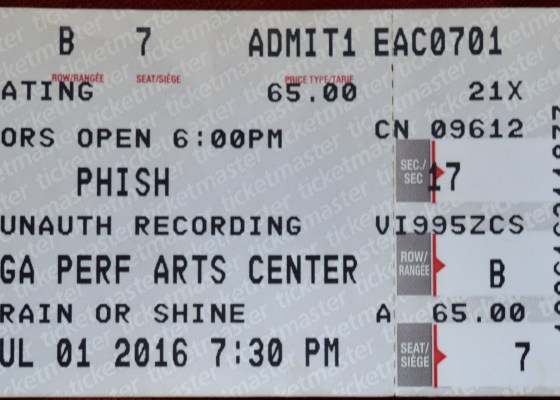 B 7 ADMIT1 EAC0701
ROW/RANGÉE SEAT/SIÈGE PRICE TYPE/TARIF
ATING 65.00 21X
ORS OPEN 6:00PM CN 09612
PHISH SEC./SEC 17
UNAUTH RECORDING VI995ZCS
GA PERF ARTS CENTER ROW/RANGÉE B
RAIN OR SHINE A 65.00
UL 01 2016 7:30 PM SEAT/SIÈGE 7
ticketmaster